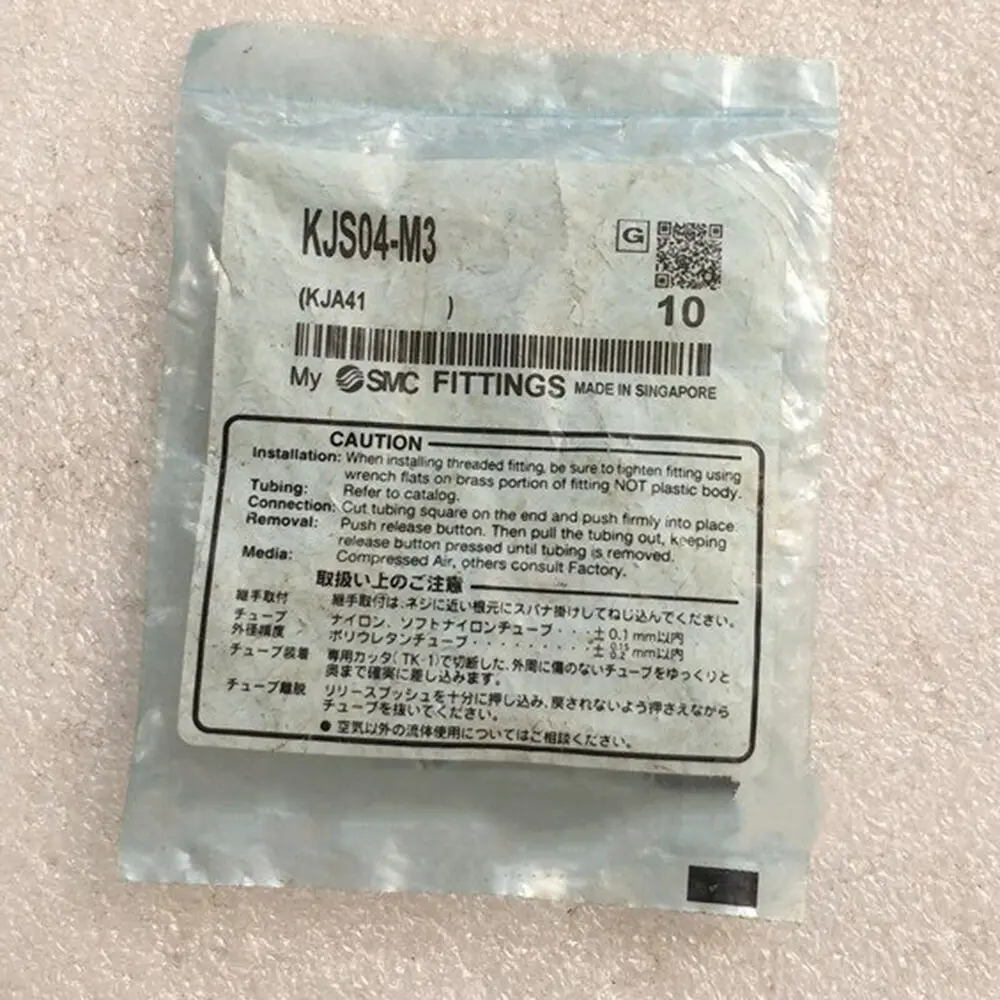 KJS04-M3
G
(KJA41 )
10
My SMC FITTINGS MADE IN SINGAPORE
CAUTION
Installation: When installing threaded fitting, be sure to tighten fitting using
wrench flats on brass portion of fitting NOT plastic body.
Tubing: Refer to catalog.
Connection: Cut tubing square on the end and push firmly into place.
Removal: Push release button. Then pull the tubing out, keeping
release button pressed until tubing is removed.
Media: Compressed Air, others consult Factory.
取扱い上のご注意
継手取付 継手取付は、ネジに近い根元にスパナ掛けしてねじ込んでください。
チューブ ナイロン、ソフトナイロンチューブ・・・± 0.1 mm以内
外径精度 ポリウレタンチューブ・・・・・・・・・± 0.15 0.2 mm以内
チューブ装着 専用カッタ(TK-1)で切断した、外周に傷のないチューブをゆっくりと
奥まで確実に差し込みます。
チューブ離脱 リリースブッシュを十分に押し込み、戻されないよう押さえながら
チューブを抜いてください。
● 空気以外の流体使用についてはご相談ください。